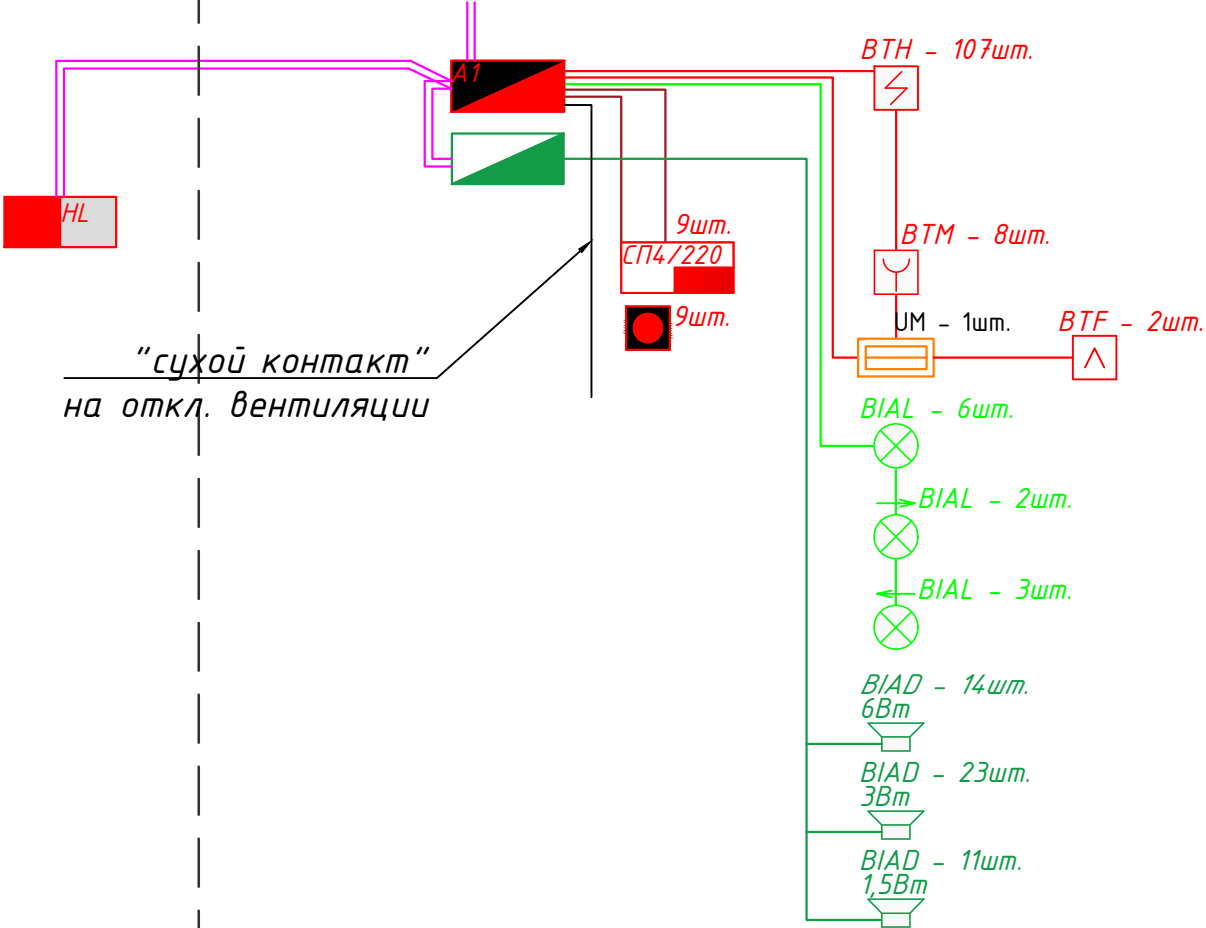 BTH - 107шт.
A1
HL
9шт.
СП4/220
9шт.
BTM - 8шт.
UM - 1шт.
BTF - 2шт.
"сухой контакт"
на откл. вентиляции
BIAL - 6шт.
BIAL - 2шт.
BIAL - 3шт.
BIAD - 14шт.
6Вт
BIAD - 23шт.
3Вт
BIAD - 11шт.
1,5Вт